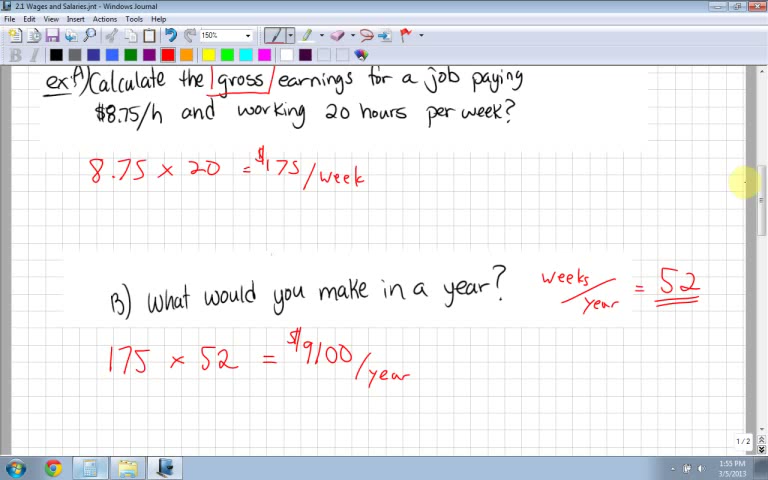 2.1 Wages and Salaries.jnt - Windows Journal
File Edit View Insert Actions Tools Help
150%
B I
ex: A) Calculate the gross earnings for a job paying
$8.75/h and working 20 hours per week?
8.75 × 20 = $175/week
B) What would you make in a year?
weeks/year = 52
175 × 52 = $9100/year
1 / 2
1:55 PM
3/5/2013